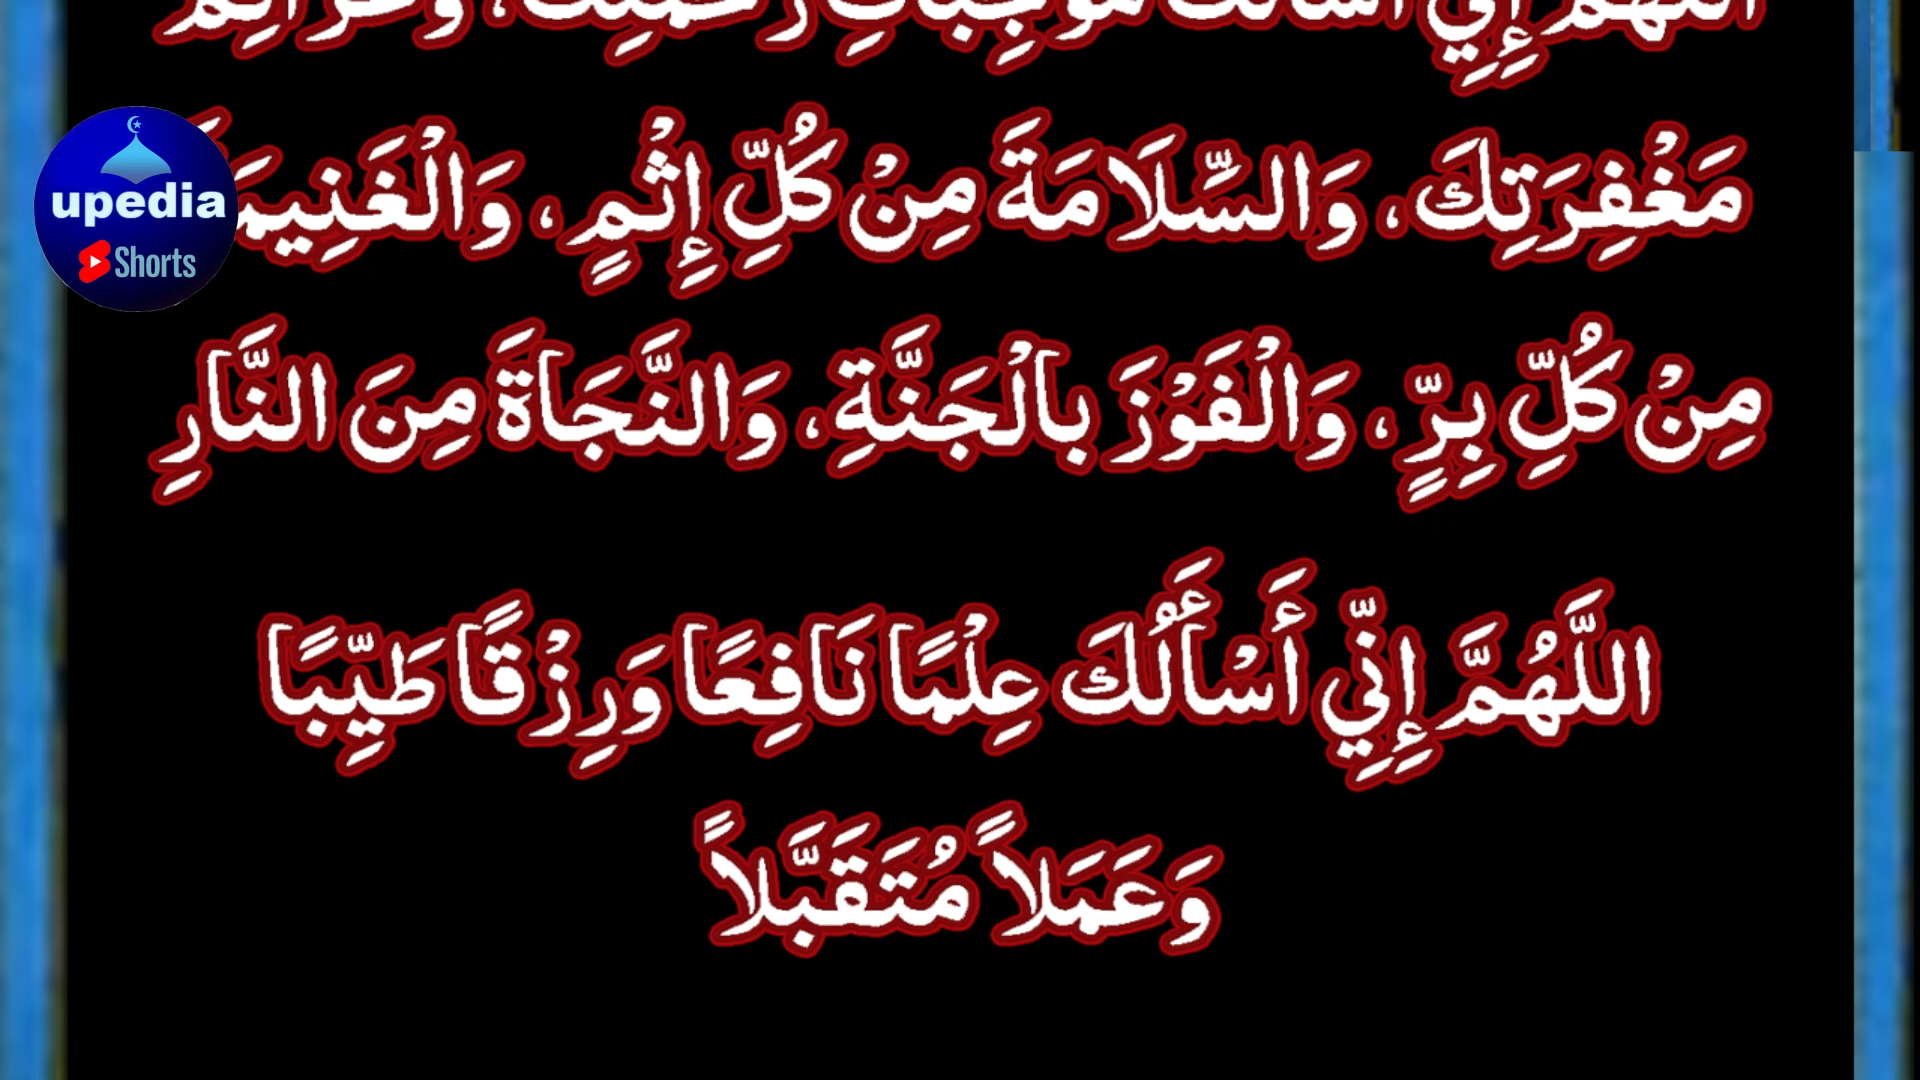 اللَّهُمَّ إِنِّي أَسْأَلُكَ مُوجِبَاتِ رَحْمَتِكَ، وَعَزَائِمَ
مَغْفِرَتِكَ، وَالسَّلَامَةَ مِنْ كُلِّ إِثْمٍ، وَالْغَنِيمَةَ
مِنْ كُلِّ بِرٍّ، وَالْفَوْزَ بالْجَنَّةِ، وَالنَّجَاةَ مِنَ النَّارِ
اللَّهُمَّ إِنِّي أَسْأَلُكَ عِلْمًا نَافِعًا وَرِزْقًا طَيِّبًا
وَعَمَلاً مُتَقَبَّلاً
upedia
Shorts